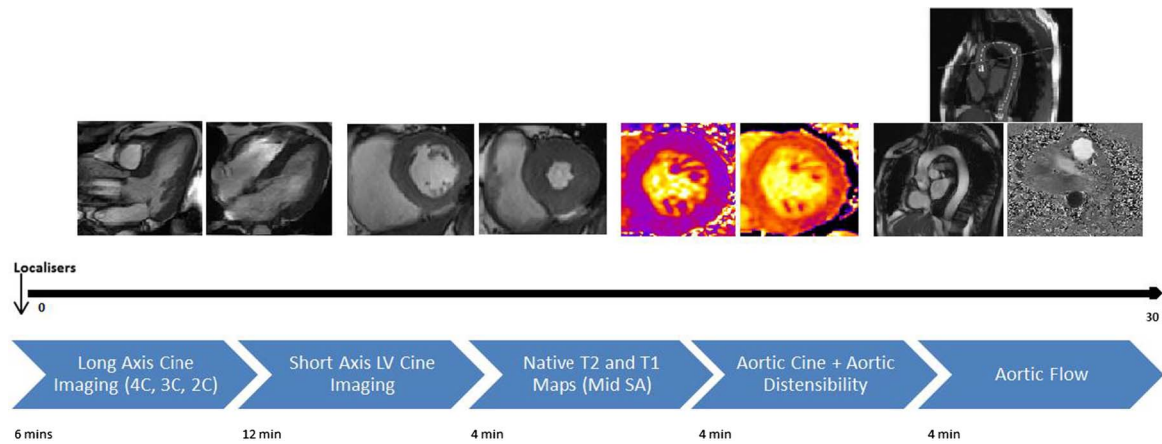 Localisers
0
30
Long Axis Cine
Imaging (4C, 3C, 2C)
Short Axis LV Cine
Imaging
Native T2 and T1
Maps (Mid SA)
Aortic Cine + Aortic
Distensibility
Aortic Flow
6 mins
12 min
4 min
4 min
4 min